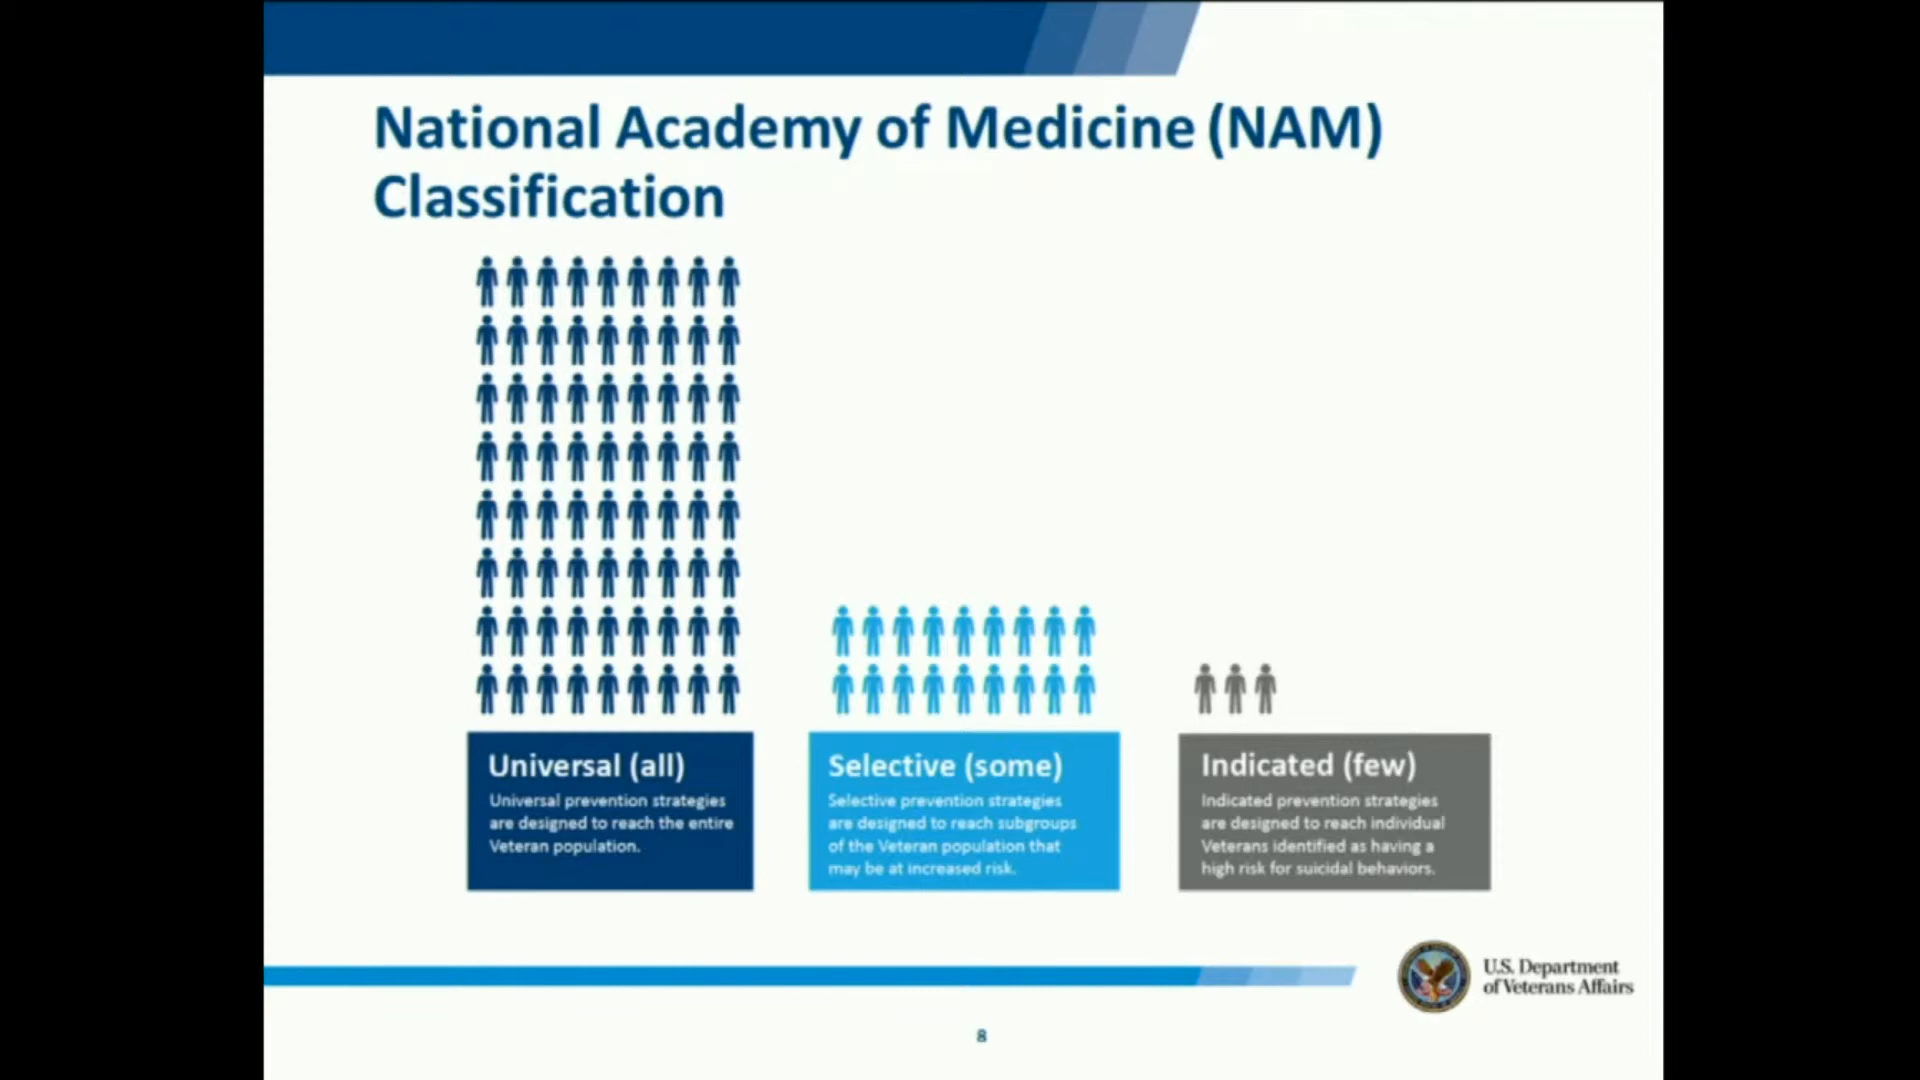 National Academy of Medicine (NAM)
Classification
Universal (all)
Universal prevention strategies
are designed to reach the entire
Veteran population.
Selective (some)
Selective prevention strategies
are designed to reach subgroups
of the Veteran population that
may be at increased risk.
Indicated (few)
Indicated prevention strategies
are designed to reach individual
Veterans identified as having a
high risk for suicidal behaviors.
U.S. Department
of Veterans Affairs
8